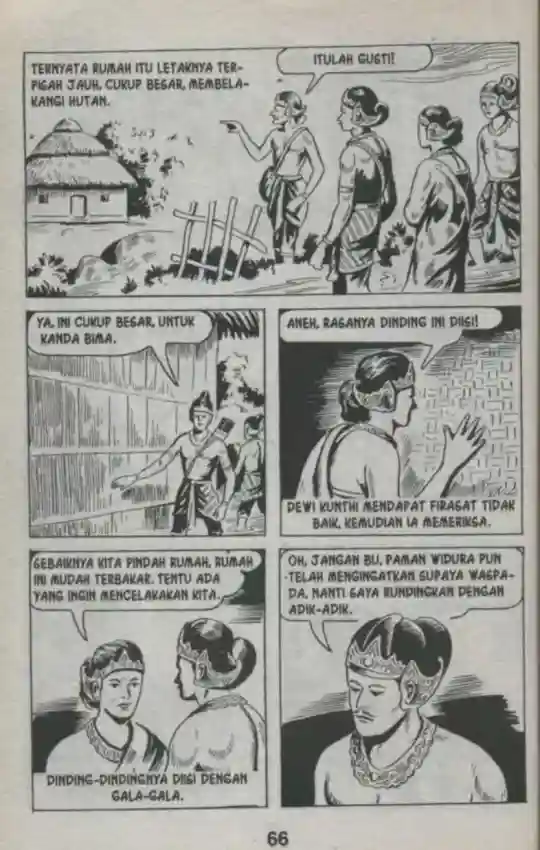 TERNYATA RUMAH ITU LETAKNYA TER-
PISAH JAUH, CUKUP BESAR, MEMBELA-
KANGI HUTAN.
ITULAH GUSTI!
YA, INI CUKUP BESAR, UNTUK
KANDA BIMA.
ANEH, RASANYA DINDING INI DIISI!
DEWI KUNTHI MENDAPAT FIRASAT TIDAK
BAIK, KEMUDIAN IA MEMERIKSA.
SEBAIKNYA KITA PINDAH RUMAH, RUMAH
INI MUDAH TERBAKAR. TENTU ADA
YANG INGIN MENCELAKAKAN KITA.
DINDING-DINDINGNYA DIISI DENGAN
GALA-GALA.
OH, JANGAN BU, PAMAN WIDURA PUN
TELAH MENGINGATKAN SUPAYA WASPA-
DA. NANTI SAYA RUNDINGKAN DENGAN
ADIK-ADIK.
66